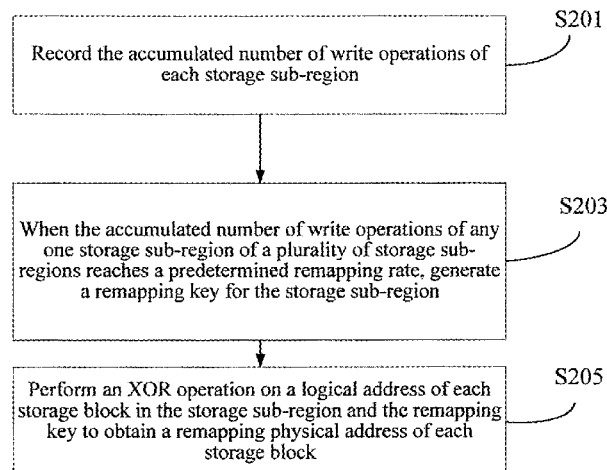 S201
Record the accumulated number of write operations of
each storage sub-region
S203
When the accumulated number of write operations of any
one storage sub-region of a plurality of storage sub-
regions reaches a predetermined remapping rate, generate
a remapping key for the storage sub-region
S205
Perform an XOR operation on a logical address of each
storage block in the storage sub-region and the remapping
key to obtain a remapping physical address of each
storage block